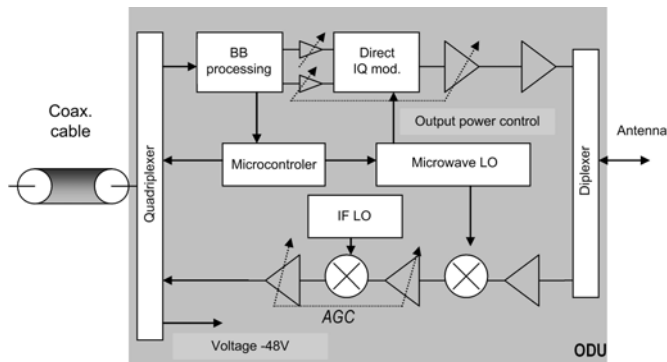 BB
processing
Direct
IQ mod.
Coax.
cable
Quadriplexer
Output power control
Diplexer
Antenna
Microcontroler
Microwave LO
IF LO
AGC
Voltage -48V
ODU